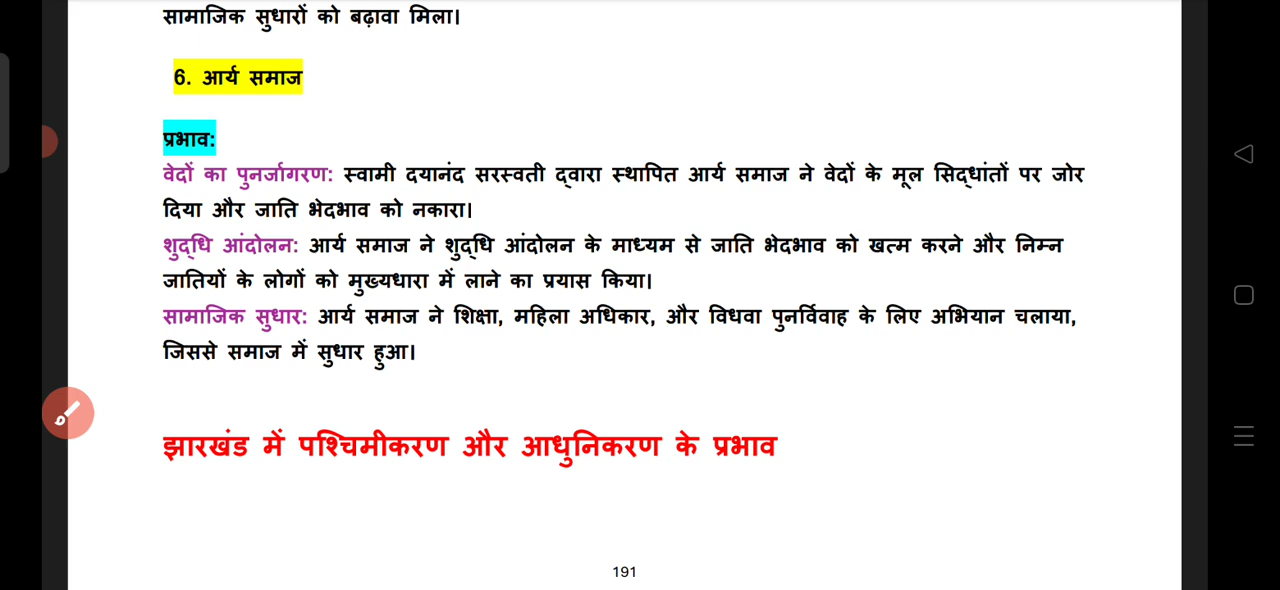 सामाजिक सुधारों को बढ़ावा मिला।
6. आर्य समाज
प्रभाव:
वेदों का पुनर्जागरण: स्वामी दयानंद सरस्वती द्वारा स्थापित आर्य समाज ने वेदों के मूल सिद्धांतों पर जोर
दिया और जाति भेदभाव को नकारा।
शुद्धि आंदोलन: आर्य समाज ने शुद्धि आंदोलन के माध्यम से जाति भेदभाव को खत्म करने और निम्न
जातियों के लोगों को मुख्यधारा में लाने का प्रयास किया।
सामाजिक सुधार: आर्य समाज ने शिक्षा, महिला अधिकार, और विधवा पुनर्विवाह के लिए अभियान चलाया,
जिससे समाज में सुधार हुआ।
झारखंड में पश्चिमीकरण और आधुनिकरण के प्रभाव
191